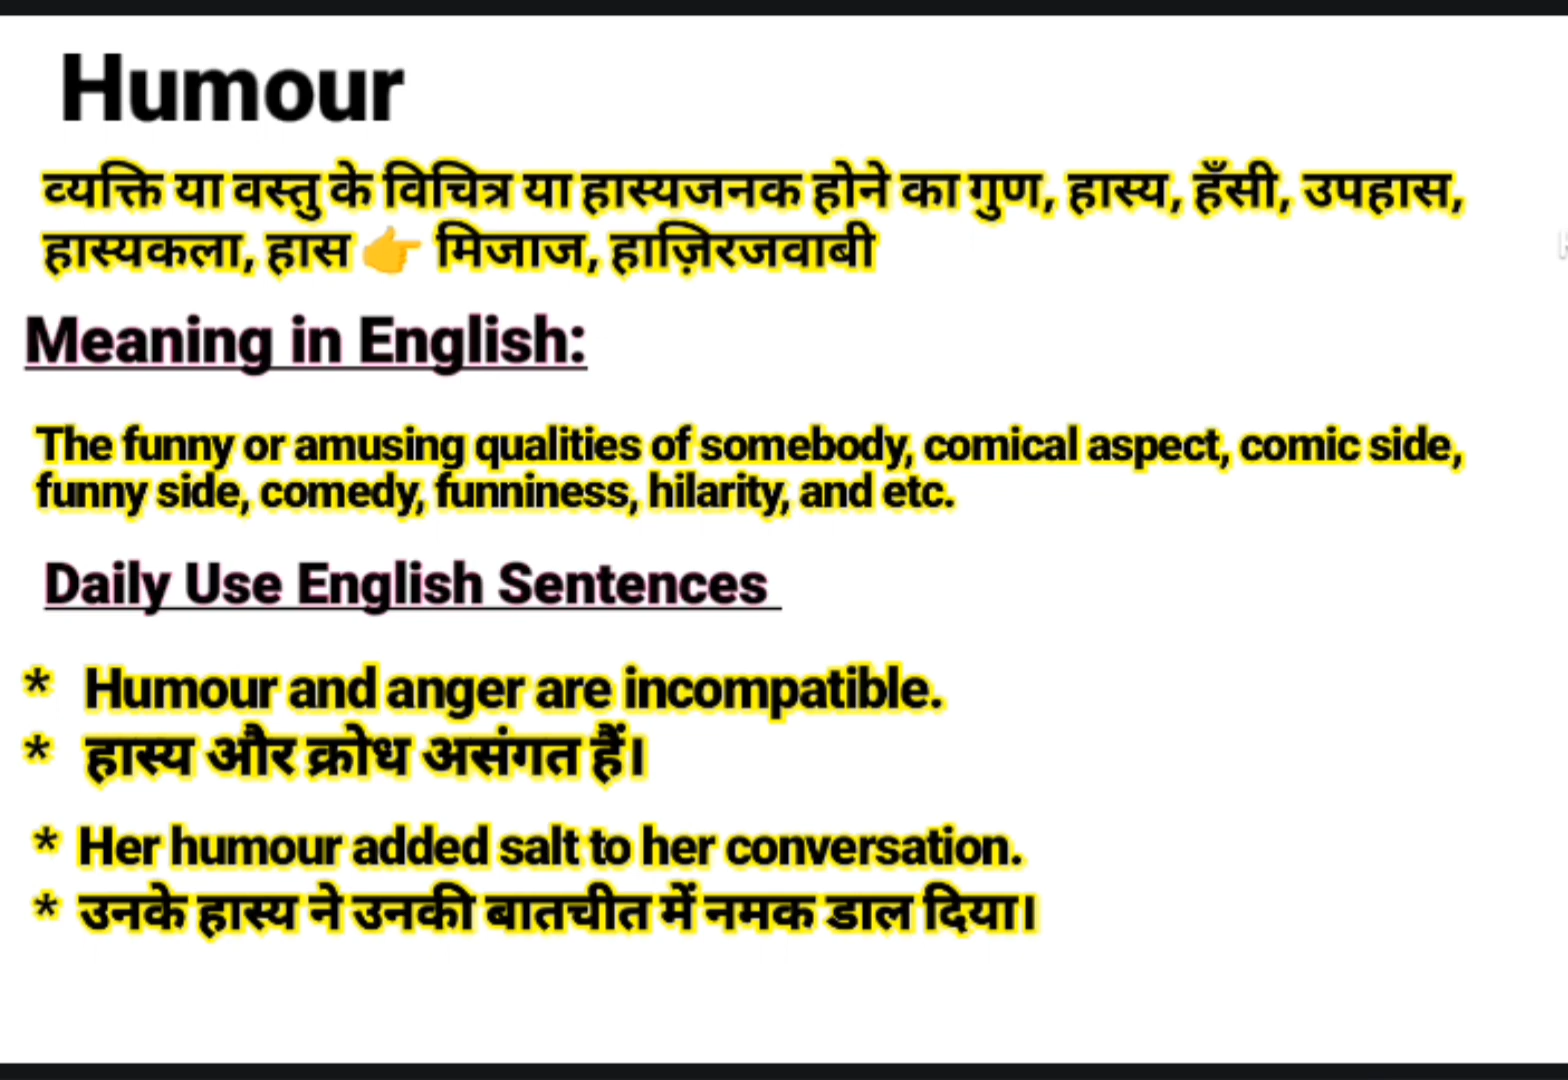 Humour
व्यक्ति या वस्तु के विचित्र या हास्यजनक होने का गुण, हास्य, हँसी, उपहास,
हास्यकला, हास 👉 मिजाज, हाज़िरजवाबी
Meaning in English:
The funny or amusing qualities of somebody, comical aspect, comic side,
funny side, comedy, funniness, hilarity, and etc.
Daily Use English Sentences
* Humour and anger are incompatible.
* हास्य और क्रोध असंगत हैं।
* Her humour added salt to her conversation.
* उनके हास्य ने उनकी बातचीत में नमक डाल दिया।